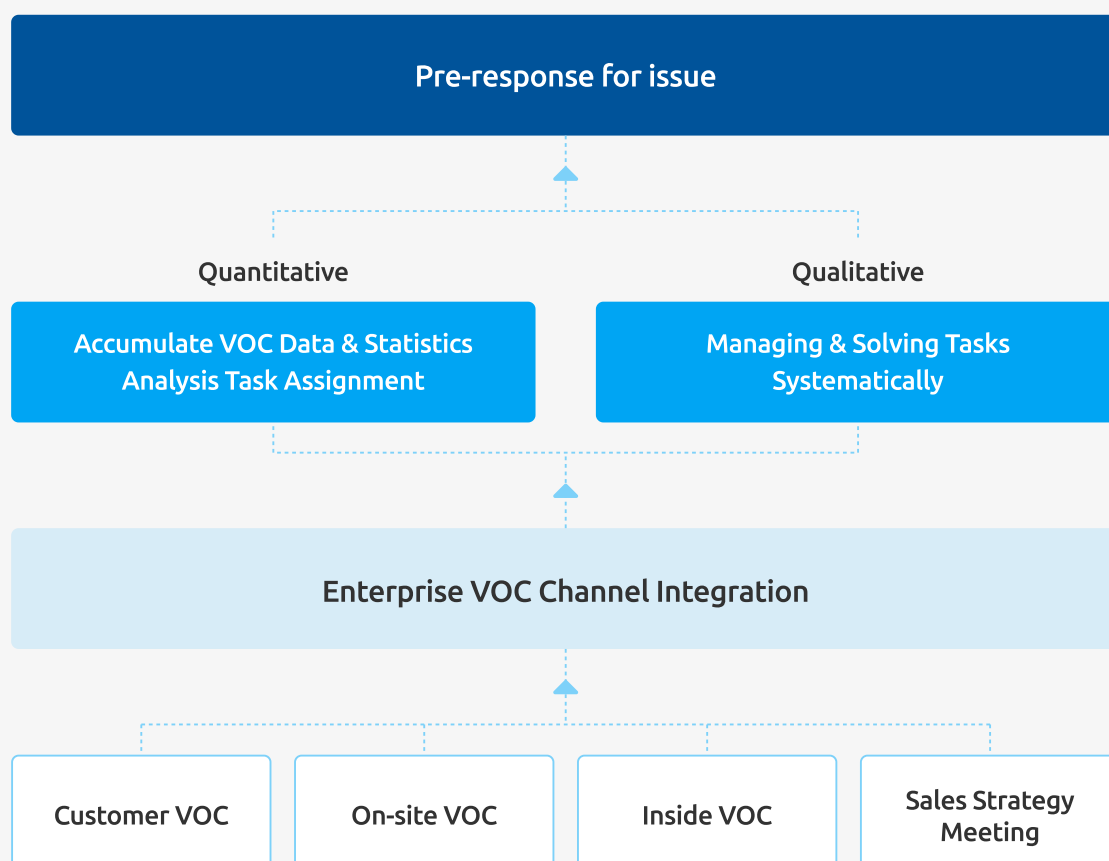 Pre-response for issue
Quantitative
Qualitative
Accumulate VOC Data & Statistics
Analysis Task Assignment
Managing & Solving Tasks
Systematically
Enterprise VOC Channel Integration
Customer VOC
On-site VOC
Inside VOC
Sales Strategy
Meeting